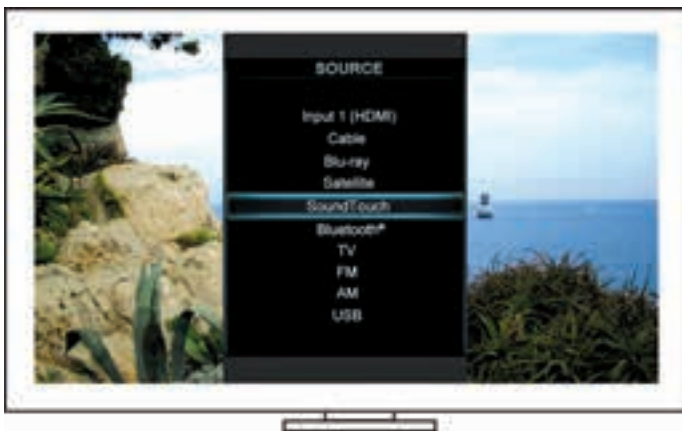 SOURCE
Input 1 (HDMI)
Cable
Blu-ray
Satellite
SoundTouch
Bluetooth®
TV
FM
AM
USB